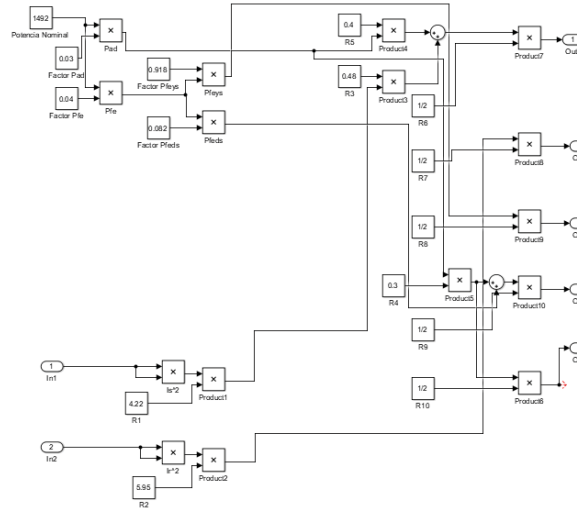 1492
Potencia Nominal
Pad
0.03
Factor Pad
0.04
Factor Pfe
Pfe
0.918
Factor Pfeys
Pfeys
0.082
Factor Pfeds
Pfeds
0.4
R5
Product4
0.48
R3
Product3
1/2
R6
Product7
1
Out
1/2
R7
Product8
O
1/2
R8
Product9
O
0.3
R4
Product5
1/2
R9
Product10
O
1/2
R10
Product6
O
1
In1
Is^2
4.22
R1
Product1
2
In2
Ir^2
5.95
R2
Product2